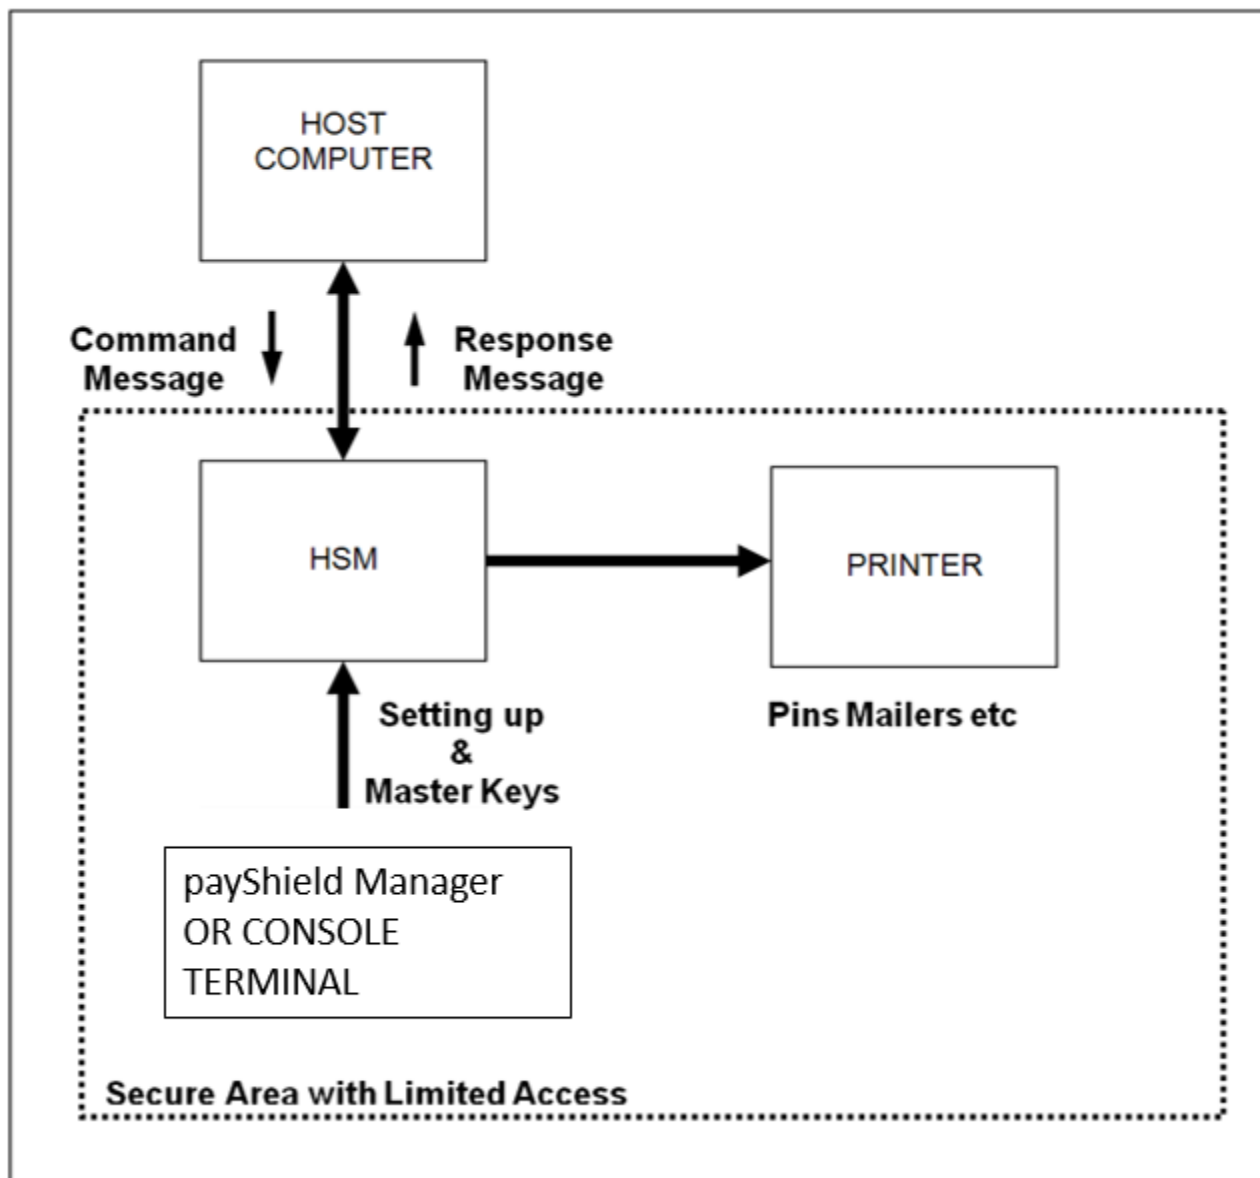 HOST
COMPUTER
Command
Message
Response
Message
HSM
PRINTER
Setting up
&
Master Keys
Pins Mailers etc
payShield Manager
OR CONSOLE
TERMINAL
Secure Area with Limited Access